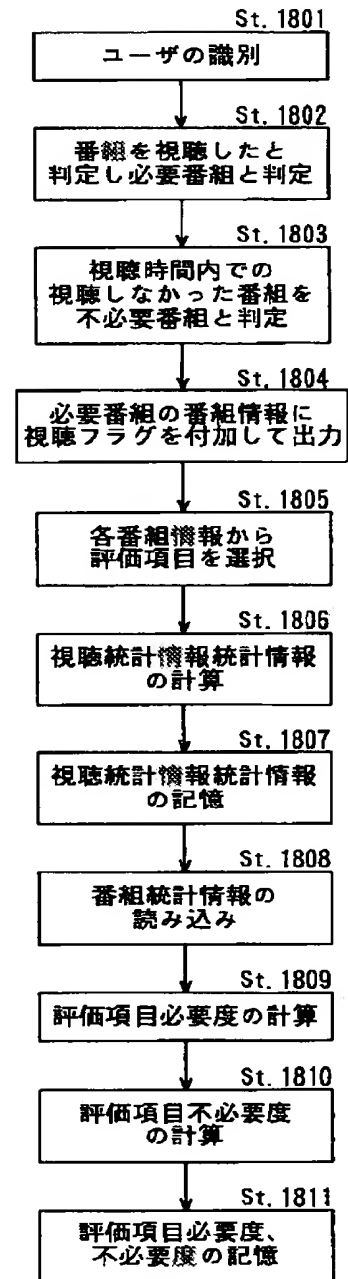 St. 1801
ユーザの識別
St. 1802
番組を視聴したと
判定し必要番組と判定
St. 1803
視聴時間内での
視聴しなかった番組を
不必要番組と判定
St. 1804
必要番組の番組情報に
視聴フラグを付加して出力
St. 1805
各番組情報から
評価項目を選択
St. 1806
視聴統計情報統計情報
の計算
St. 1807
視聴統計情報統計情報
の記憶
St. 1808
番組統計情報の
読み込み
St. 1809
評価項目必要度の計算
St. 1810
評価項目不必要度
の計算
St. 1811
評価項目必要度、
不必要度の記憶